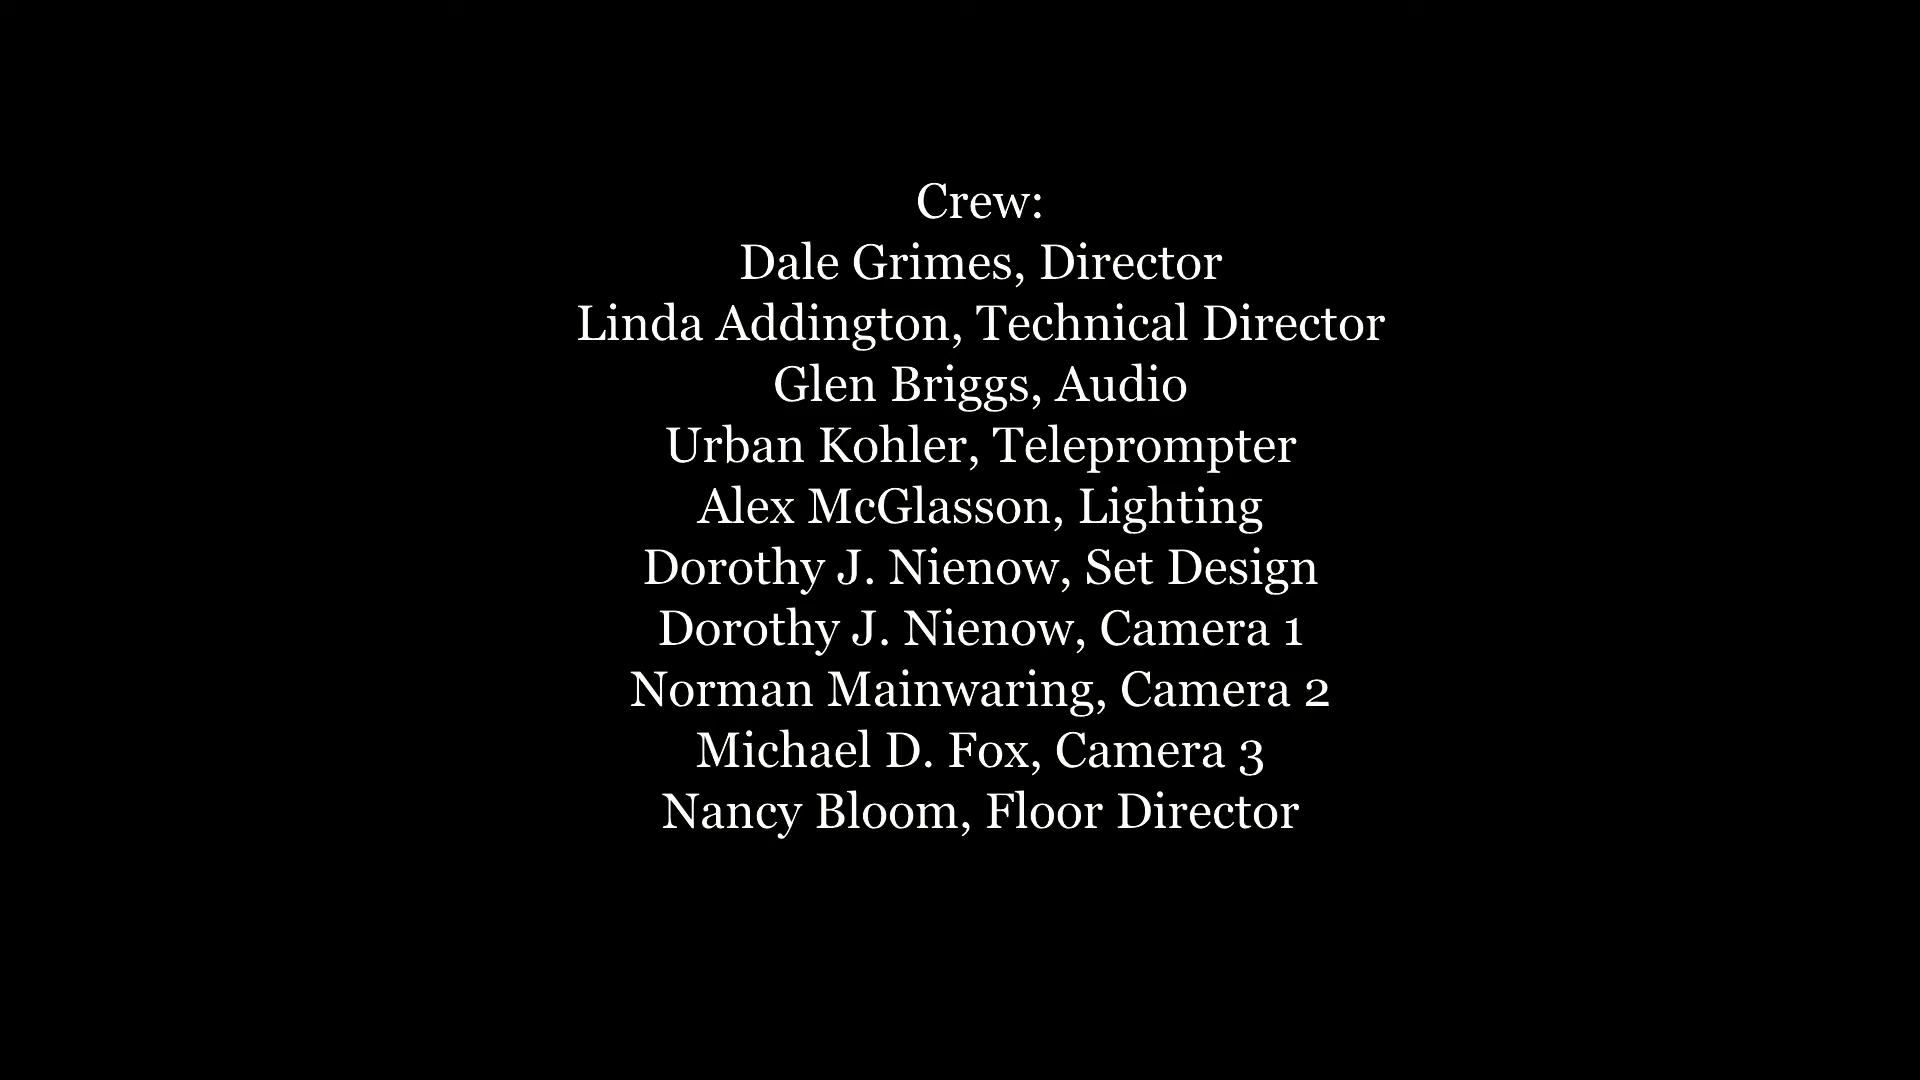 Crew:
Dale Grimes, Director
Linda Addington, Technical Director
Glen Briggs, Audio
Urban Kohler, Teleprompter
Alex McGlasson, Lighting
Dorothy J. Nienow, Set Design
Dorothy J. Nienow, Camera 1
Norman Mainwaring, Camera 2
Michael D. Fox, Camera 3
Nancy Bloom, Floor Director